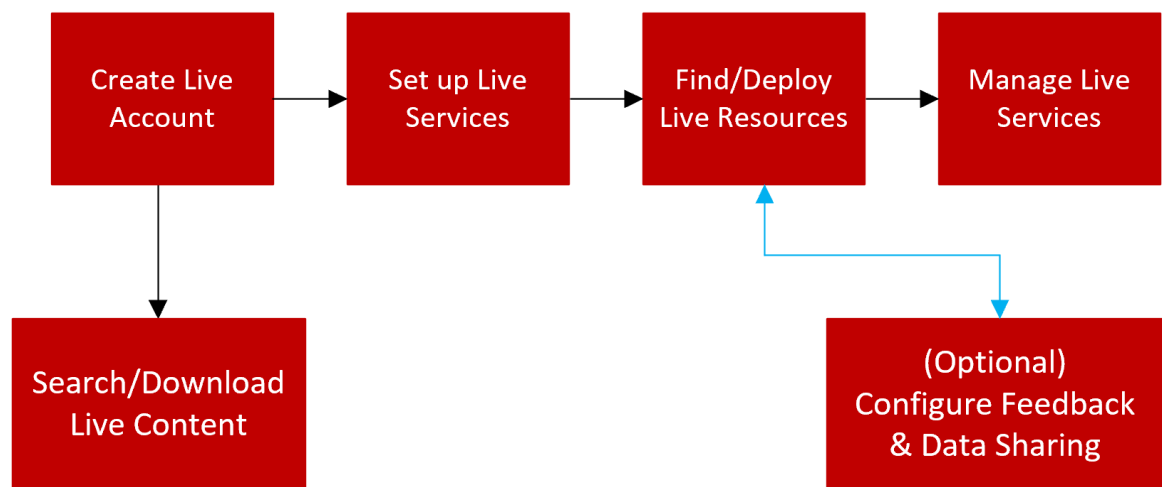 Create Live
Account
Set up Live
Services
Find/Deploy
Live Resources
Manage Live
Services
Search/Download
Live Content
(Optional)
Configure Feedback
& Data Sharing